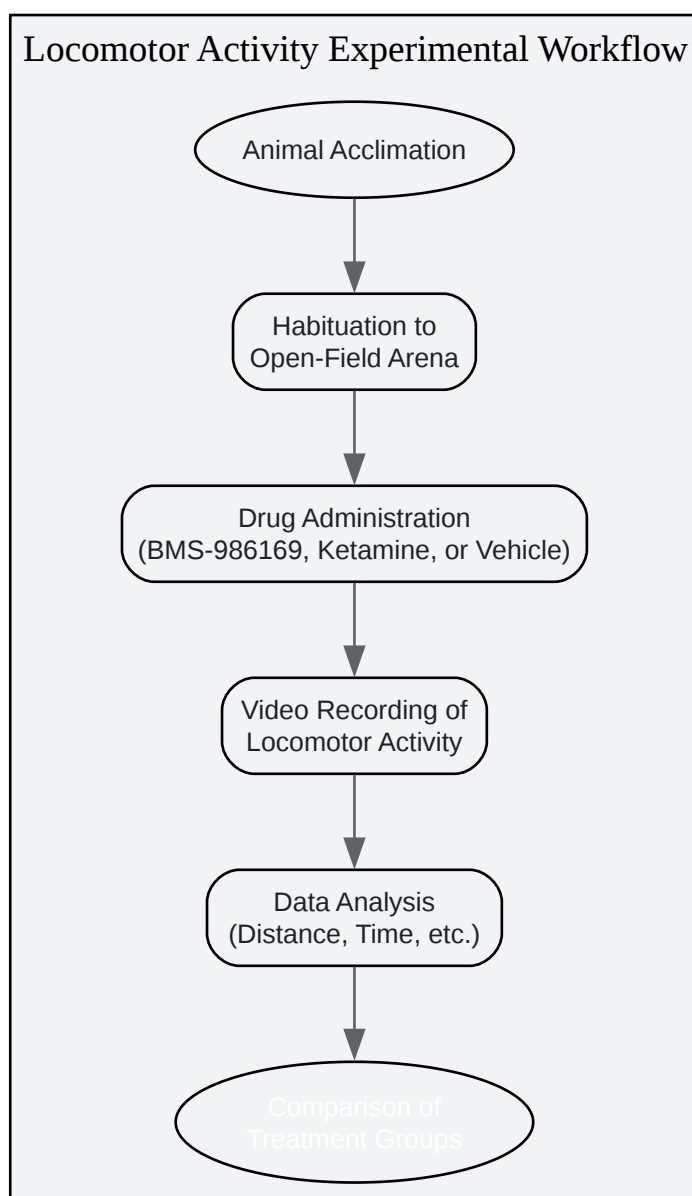 Locomotor Activity Experimental Workflow
Animal Acclimation
Habituation to
Open-Field Arena
Drug Administration
(BMS-986169, Ketamine, or Vehicle)
Video Recording of
Locomotor Activity
Data Analysis
(Distance, Time, etc.)
Comparison of
Treatment Groups